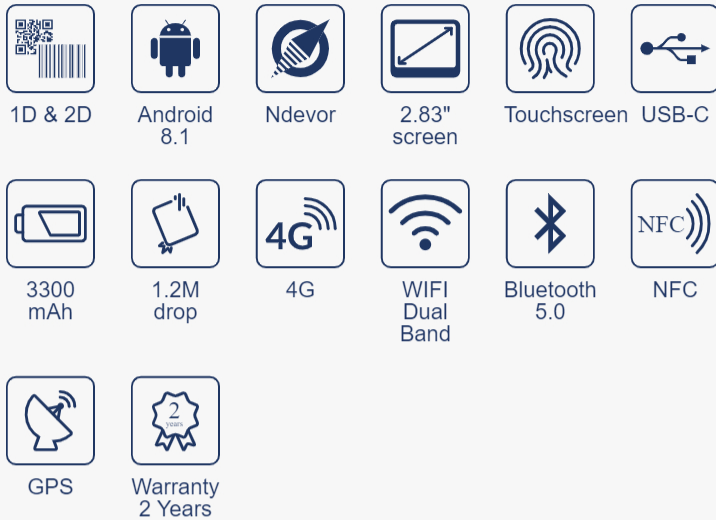 1D & 2D
Android
8.1
Ndevor
2.83"
screen
Touchscreen
USB-C
4G
NFC
3300
mAh
1.2M
drop
4G
WIFI
Dual
Band
Bluetooth
5.0
NFC
2
years
GPS
Warranty
2 Years